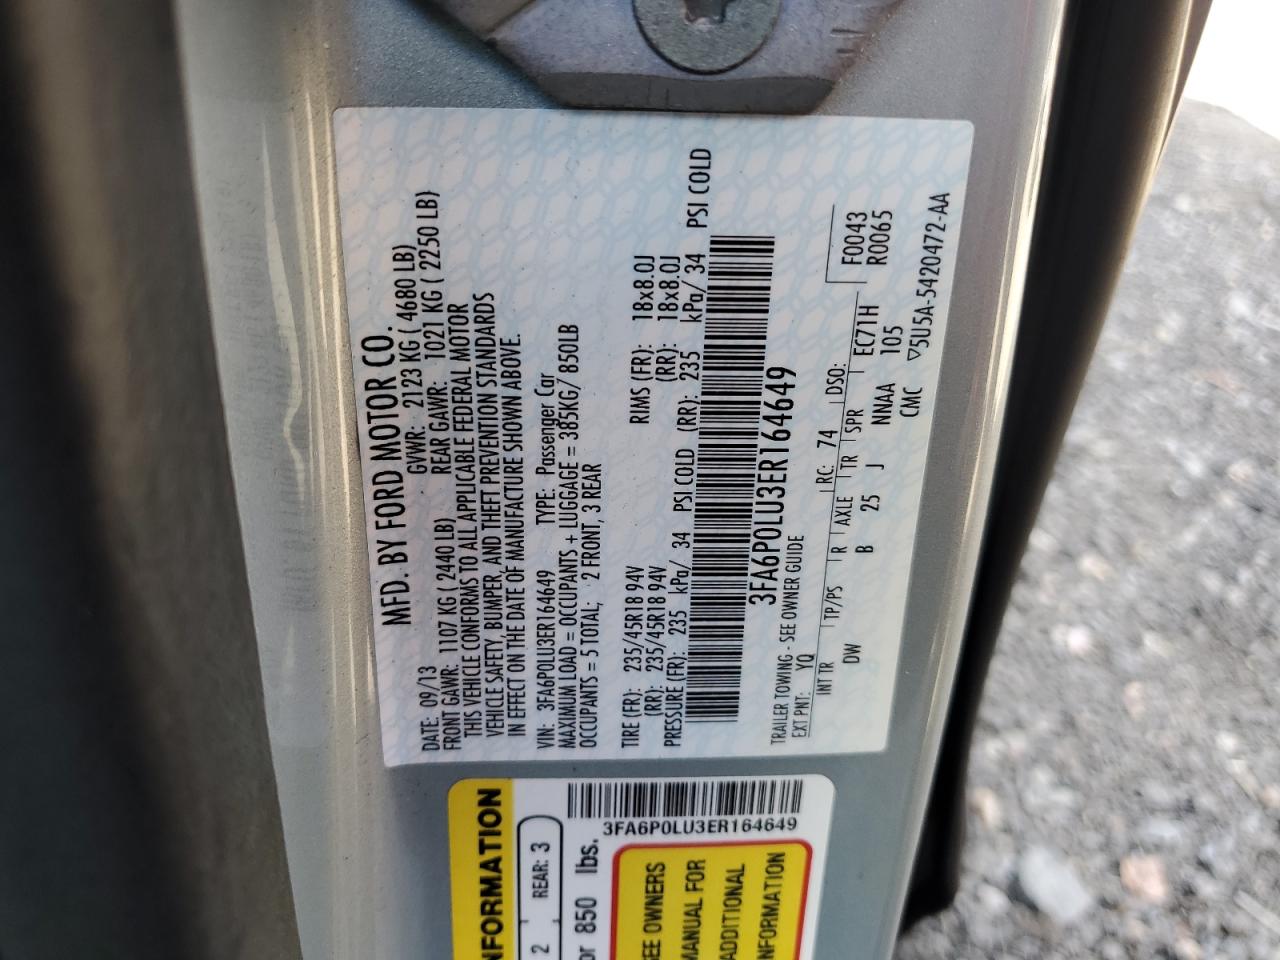 MFD. BY FORD MOTOR CO.
DATE: 09/13 GVWR: 2123 KG ( 4680 LB)
FRONT GAWR: 1107 KG ( 2440 LB) REAR GAWR: 1021 KG ( 2250 LB)
THIS VEHICLE CONFORMS TO ALL APPLICABLE FEDERAL MOTOR
VEHICLE SAFETY, BUMPER, AND THEFT PREVENTION STANDARDS
IN EFFECT ON THE DATE OF MANUFACTURE SHOWN ABOVE.
VIN: 3FA6P0LU3ER164649 TYPE: Passenger Car
MAXIMUM LOAD = OCCUPANTS + LUGGAGE = 385KG/ 850LB
OCCUPANTS = 5 TOTAL; 2 FRONT, 3 REAR
TIRE (FR): 235/45R18 94V RIMS (FR): 18x8.0J
(RR): 235/45R18 94V (RR): 18x8.0J
PRESSURE (FR): 235 kPa/ 34 PSI COLD (RR): 235 kPa/ 34 PSI COLD
3FA6P0LU3ER164649
TRAILER TOWING - SEE OWNER GUIDE
EXT PNT: YQ RC: 74 DSO: F0043
INT TR TP/PS R AXLE TR SPR EC71H R0065
DW B 25 J NNAA 105
CMC ▽5U5A-5420472-AA
NFORMATION
2 REAR: 3
or 850 lbs.
3FA6P0LU3ER164649
SEE OWNERS
MANUAL FOR
ADDITIONAL
INFORMATION